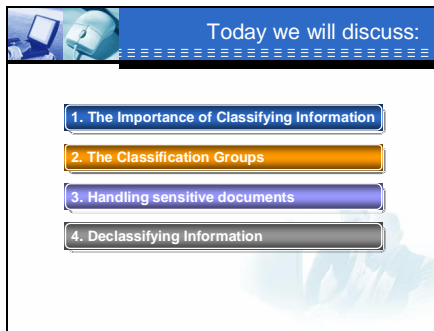 Today we will discuss:
1. The Importance of Classifying Information
2. The Classification Groups
3. Handling sensitive documents
4. Declassifying Information